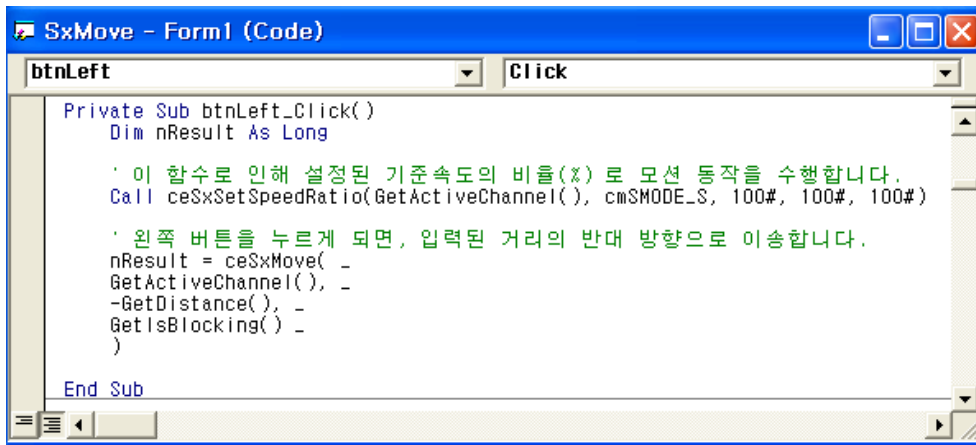 SxMove - Form1 (Code)
btnLeft Click
Private Sub btnLeft_Click()
Dim nResult As Long
' 이 함수로 인해 설정된 기준속도의 비율(%) 로 모션 동작을 수행합니다.
Call ceSxSetSpeedRatio(GetActiveChannel(), cmSMODE_S, 100#, 100#, 100#)
' 왼쪽 버튼을 누르게 되면, 입력된 거리의 반대 방향으로 이송합니다.
nResult = ceSxMove( _
GetActiveChannel(), _
-GetDistance(), _
GetIsBlocking() _
)
End Sub